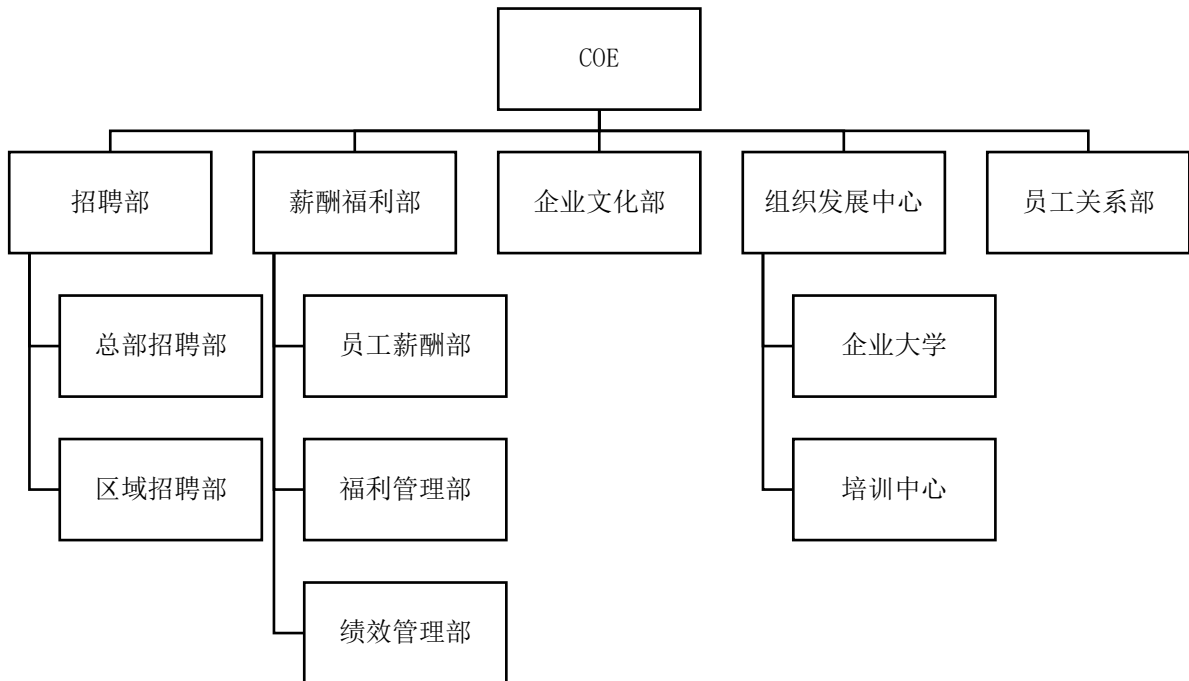 COE
招聘部
薪酬福利部
企业文化部
组织发展中心
员工关系部
总部招聘部
员工薪酬部
企业大学
区域招聘部
福利管理部
培训中心
绩效管理部